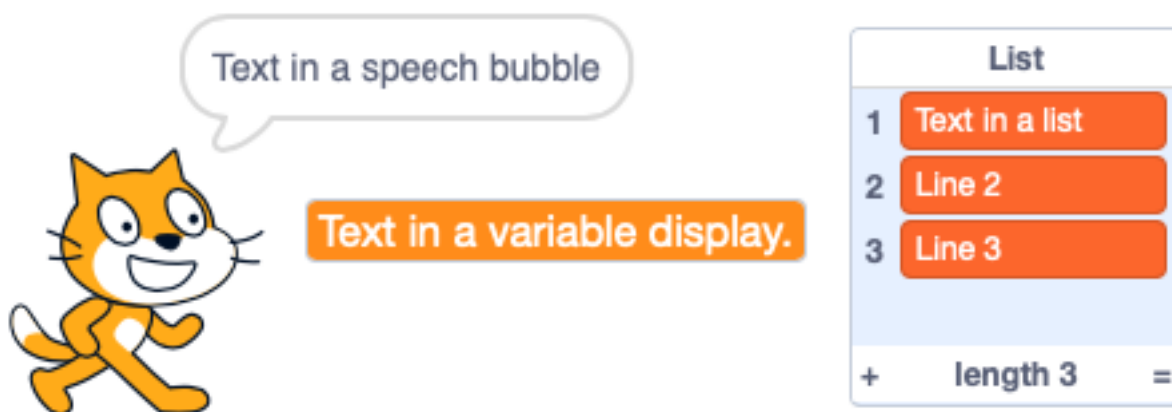 Text in a speech bubble
Text in a variable display.
List
1 Text in a list
2 Line 2
3 Line 3
+ length 3 =